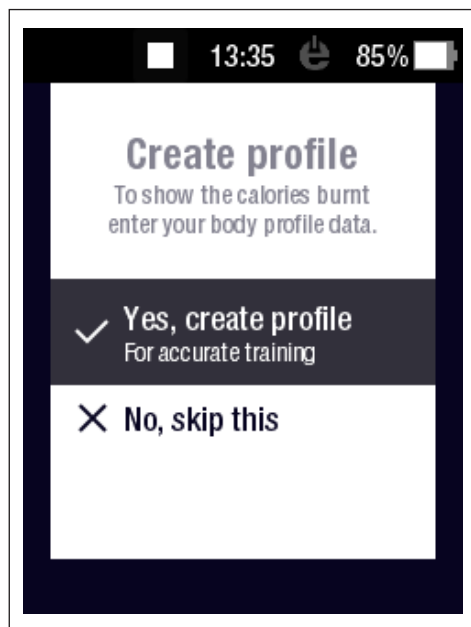 13:35 85%
Create profile
To show the calories burnt
enter your body profile data.
Yes, create profile
For accurate training
No, skip this